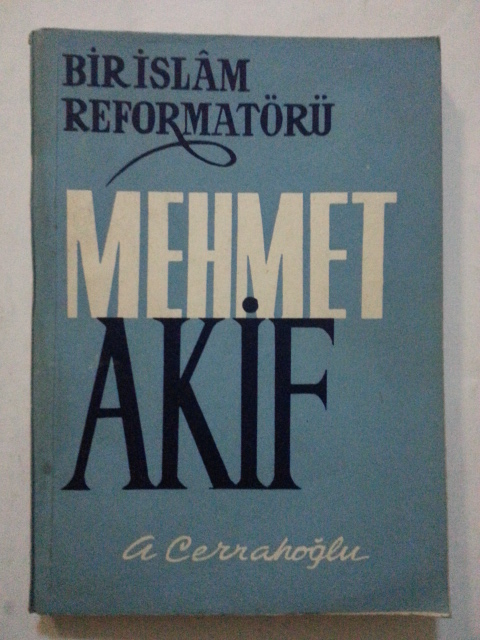 BİR İSLÂM
REFORMATÖRÜ
MEHMET
AKİF
A Cerrahoğlu